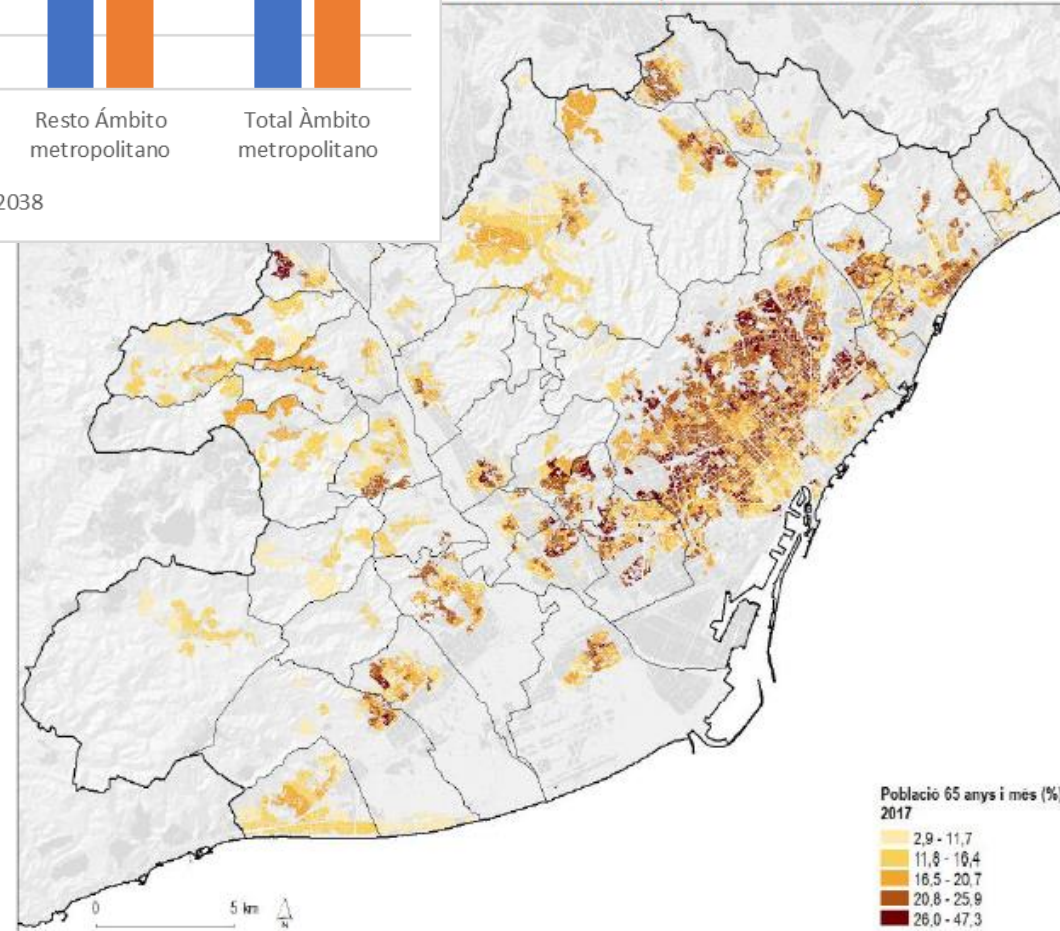 Resto Ámbito
metropolitano
Total Àmbito
metropolitano
2038
Població 65 anys i més (%)
2017
2,9 - 11,7
11,8 - 16,4
16,5 - 20,7
20,8 - 25,9
26,0 - 47,3
0
5 km
N